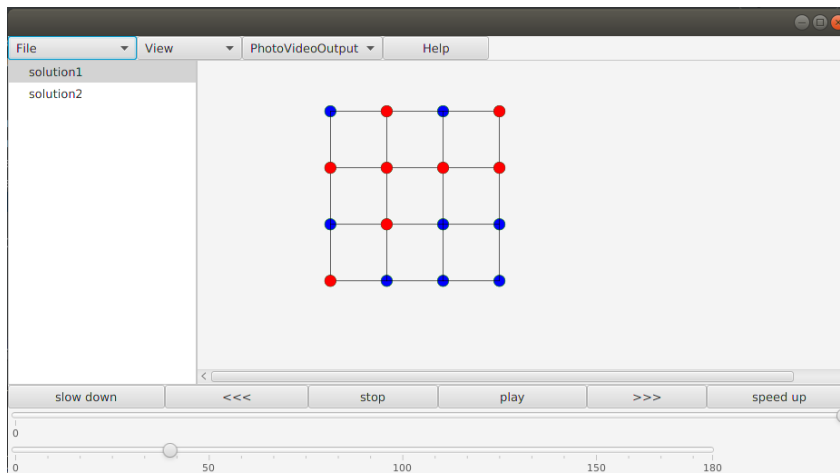 File View PhotoVideoOutput Help
solution1
solution2
slow down <<< stop play >>> speed up
0
0 50 100 150 180